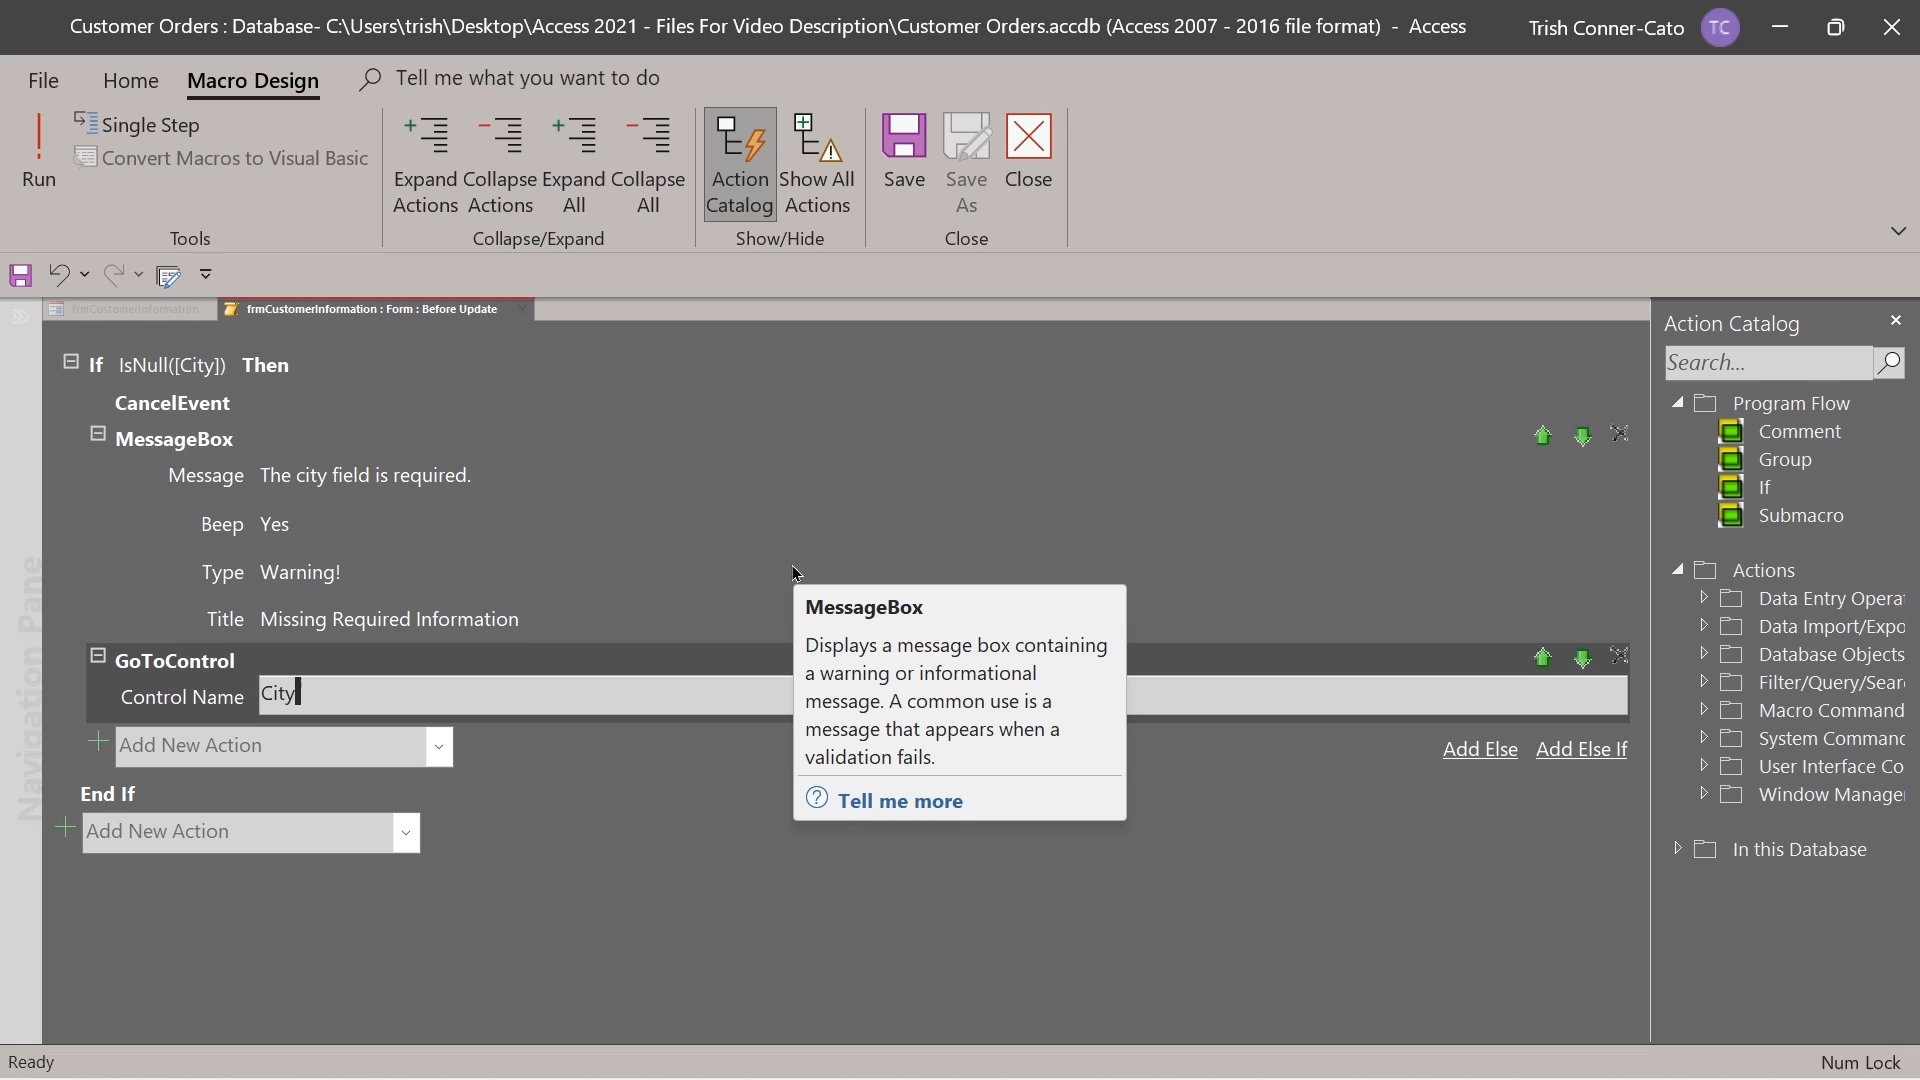 Customer Orders : Database- C:\Users\trish\Desktop\Access 2021 - Files For Video Description\Customer Orders.accdb (Access 2007 - 2016 file format) - Access
Trish Conner-Cato
TC
File
Home
Macro Design
Tell me what you want to do
Run
Single Step
Convert Macros to Visual Basic
Tools
Expand Actions
Collapse Actions
Expand All
Collapse All
Collapse/Expand
Action Catalog
Show All Actions
Show/Hide
Save
Save As
Close
Close
frmCustomerInformation
frmCustomerInformation : Form : Before Update
Navigation Pane
If IsNull([City]) Then
CancelEvent
MessageBox
Message The city field is required.
Beep Yes
Type Warning!
Title Missing Required Information
GoToControl
Control Name City
Add New Action
Add Else Add Else If
End If
Add New Action
MessageBox
Displays a message box containing
a warning or informational
message. A common use is a
message that appears when a
validation fails.
Tell me more
Action Catalog
Search...
Program Flow
Comment
Group
If
Submacro
Actions
Data Entry Opera
Data Import/Expo
Database Objects
Filter/Query/Sear
Macro Command
System Command
User Interface Co
Window Manage
In this Database
Ready
Num Lock